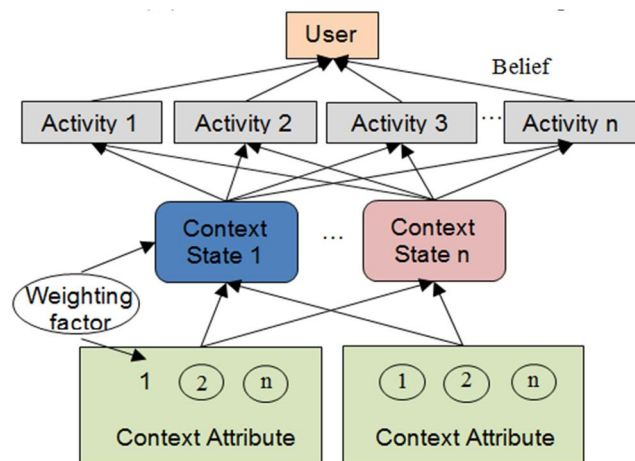 User
Belief
Activity 1
Activity 2
Activity 3
...
Activity n
Context
State 1
...
Context
State n
Weighting
factor
1 2 n
Context Attribute
1 2 n
Context Attribute